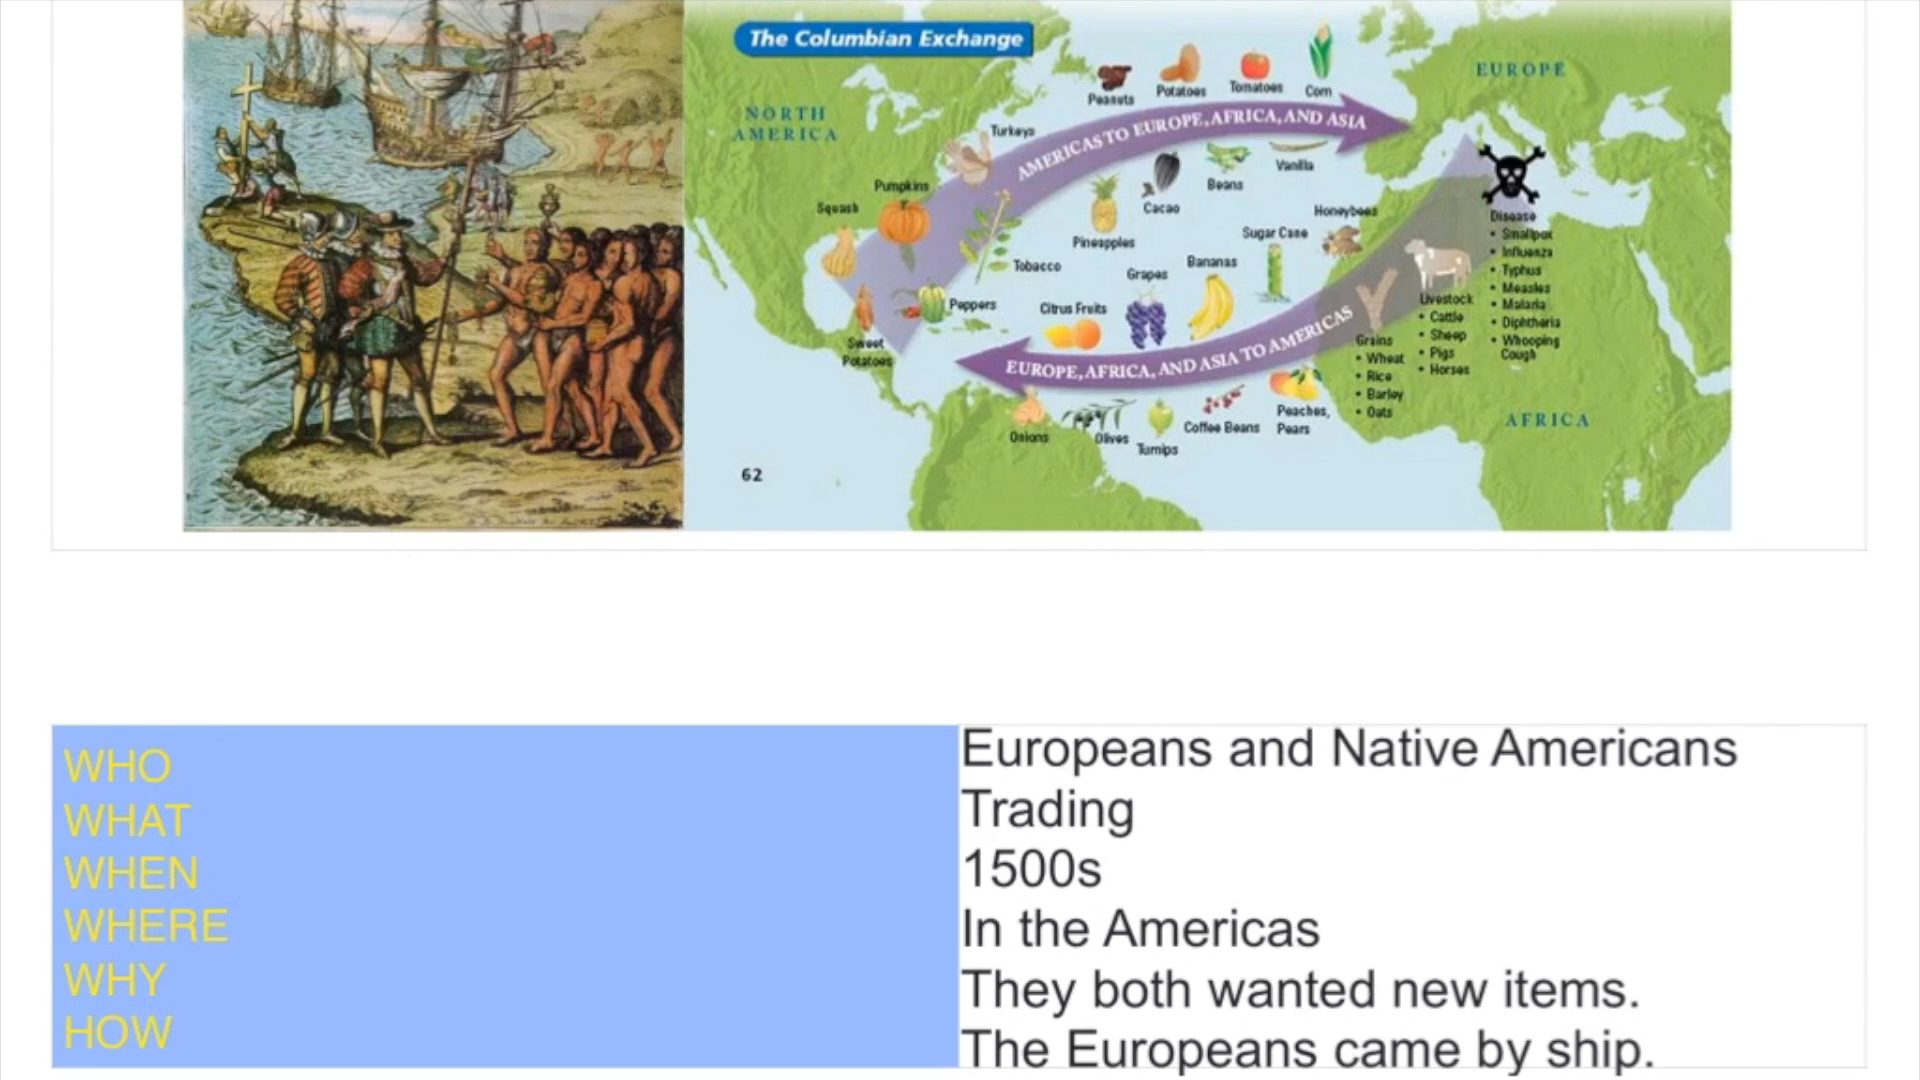 The Columbian Exchange
NORTH
AMERICA
EUROPE
AFRICA
Peanuts
Potatoes
Tomatoes
Corn
AMERICAS TO EUROPE, AFRICA, AND ASIA
Turkeys
Pumpkins
Squash
Vanilla
Beans
Cacao
Pineapples
Tobacco
Peppers
Sweet
Potatoes
Honeybees
Sugar Cane
Bananas
Grapes
Citrus Fruits
EUROPE, AFRICA, AND ASIA TO AMERICAS
Onions
Olives
Turnips
Coffee Beans
Peaches,
Pears
Grains
• Wheat
• Rice
• Barley
• Oats
Livestock
• Cattle
• Sheep
• Pigs
• Horses
Disease
• Smallpox
• Influenza
• Typhus
• Measles
• Malaria
• Diphtheria
• Whooping
Cough
62
WHO
WHAT
WHEN
WHERE
WHY
HOW
Europeans and Native Americans
Trading
1500s
In the Americas
They both wanted new items.
The Europeans came by ship.